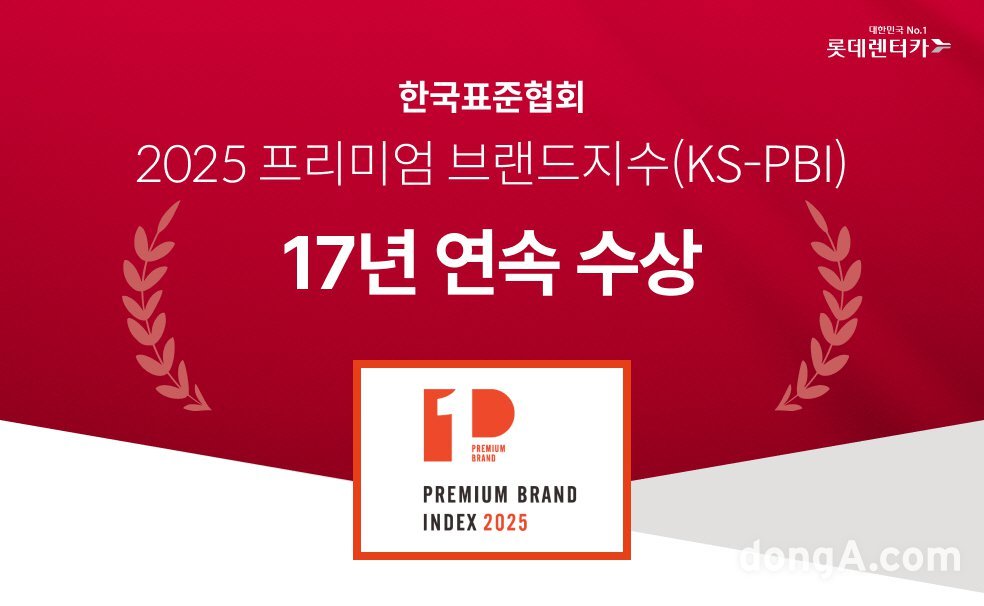 대한민국 No.1
롯데렌터카
한국표준협회
2025 프리미엄 브랜드지수(KS-PBI)
17년 연속 수상
1P
PREMIUM
BRAND
PREMIUM BRAND
INDEX 2025
dongA.com